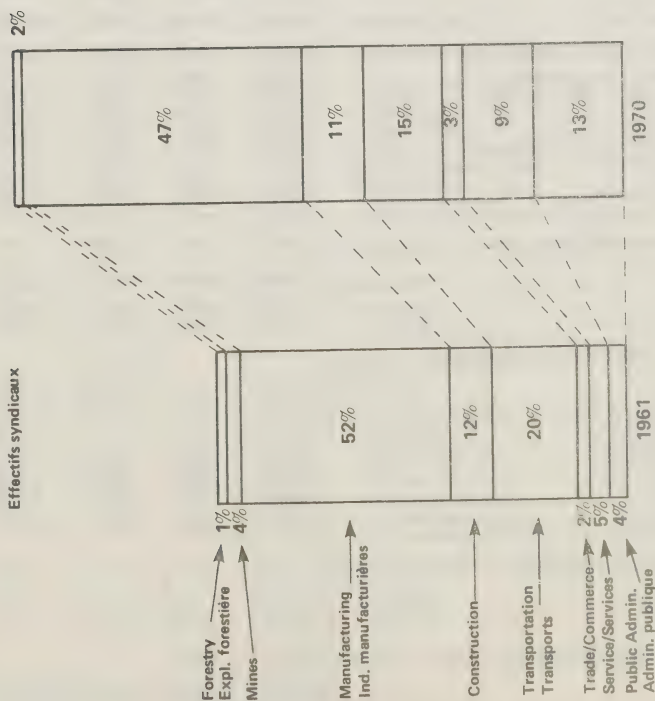 Effectifs syndicaux
Forestry
Expl. forestière
Mines
Manufacturing
Ind. manufacturières
Construction
Transportation
Transports
Trade/Commerce
Service/Services
Public Admin.
Admin. publique
1%
4%
52%
12%
20%
2%
5%
4%
1961
2%
47%
11%
15%
3%
9%
13%
1970